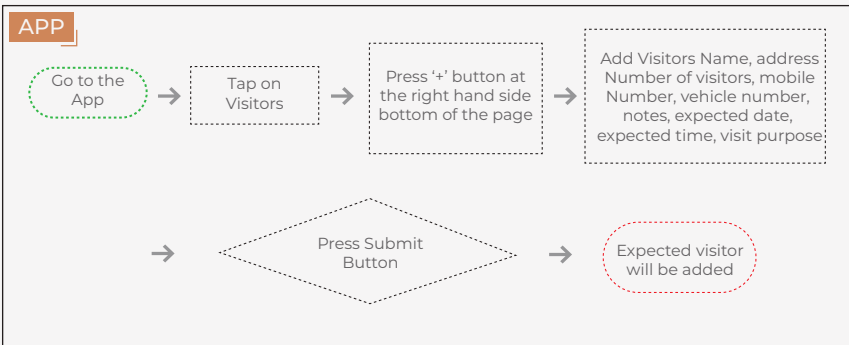 APP
Go to the
App
Tap on
Visitors
Press ‘+’ button at
the right hand side
bottom of the page
Add Visitors Name, address
Number of visitors, mobile
Number, vehicle number,
notes, expected date,
expected time, visit purpose
Press Submit
Button
Expected visitor
will be added